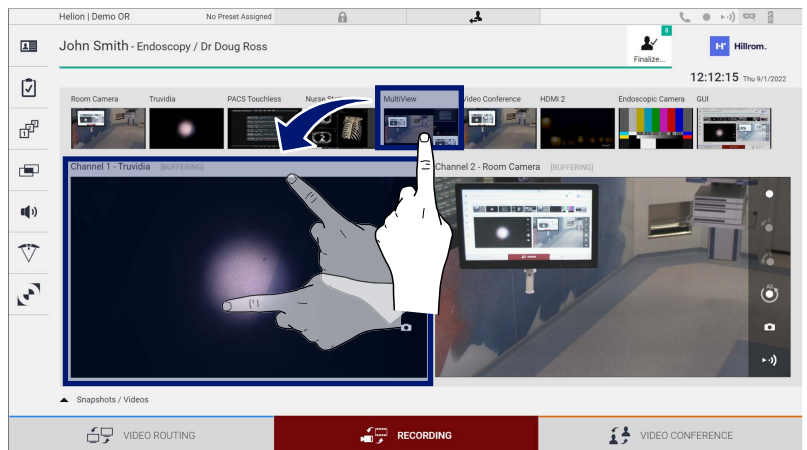 Helion | Demo OR
No Preset Assigned
John Smith - Endoscopy / Dr Doug Ross
8
Finalize...
H-r Hillrom.
12:12:15 Thu 9/1/2022
Room Camera
Truvidia
PACS Touchless
MultiView
Video Conference
HDMI 2
Endoscopic Camera
GUI
Channel 1 - Truvidia [BUFFERING]
Channel 2 - Room Camera [BUFFERING]
All
Snapshots / Videos
VIDEO ROUTING
RECORDING
VIDEO CONFERENCE